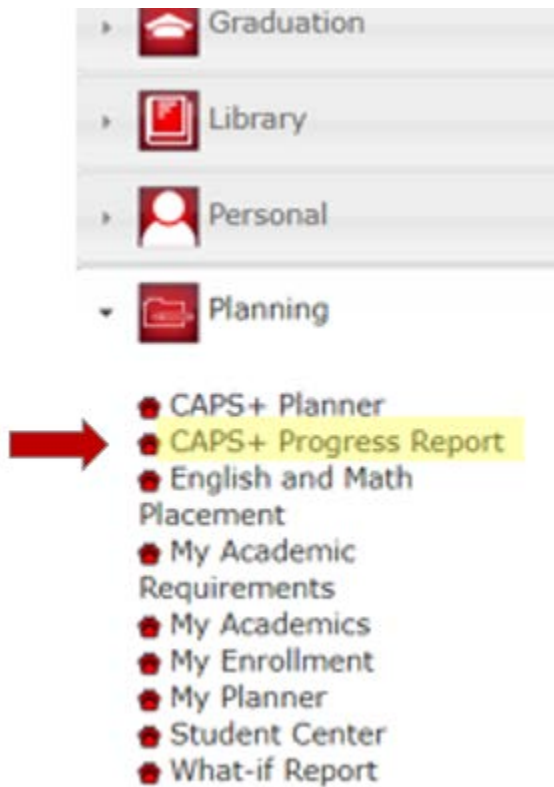 Graduation
Library
Personal
Planning
CAPS+ Planner
CAPS+ Progress Report
English and Math
Placement
My Academic
Requirements
My Academics
My Enrollment
My Planner
Student Center
What-if Report